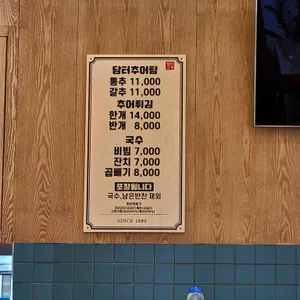 담터추어탕
통추 11,000
갈추 11,000
추어튀김
한개 14,000
반개 8,000
국수
비빔 7,000
잔치 7,000
곱빼기 8,000
포장됩니다
국수,남은반찬 제외
SINCE 1990